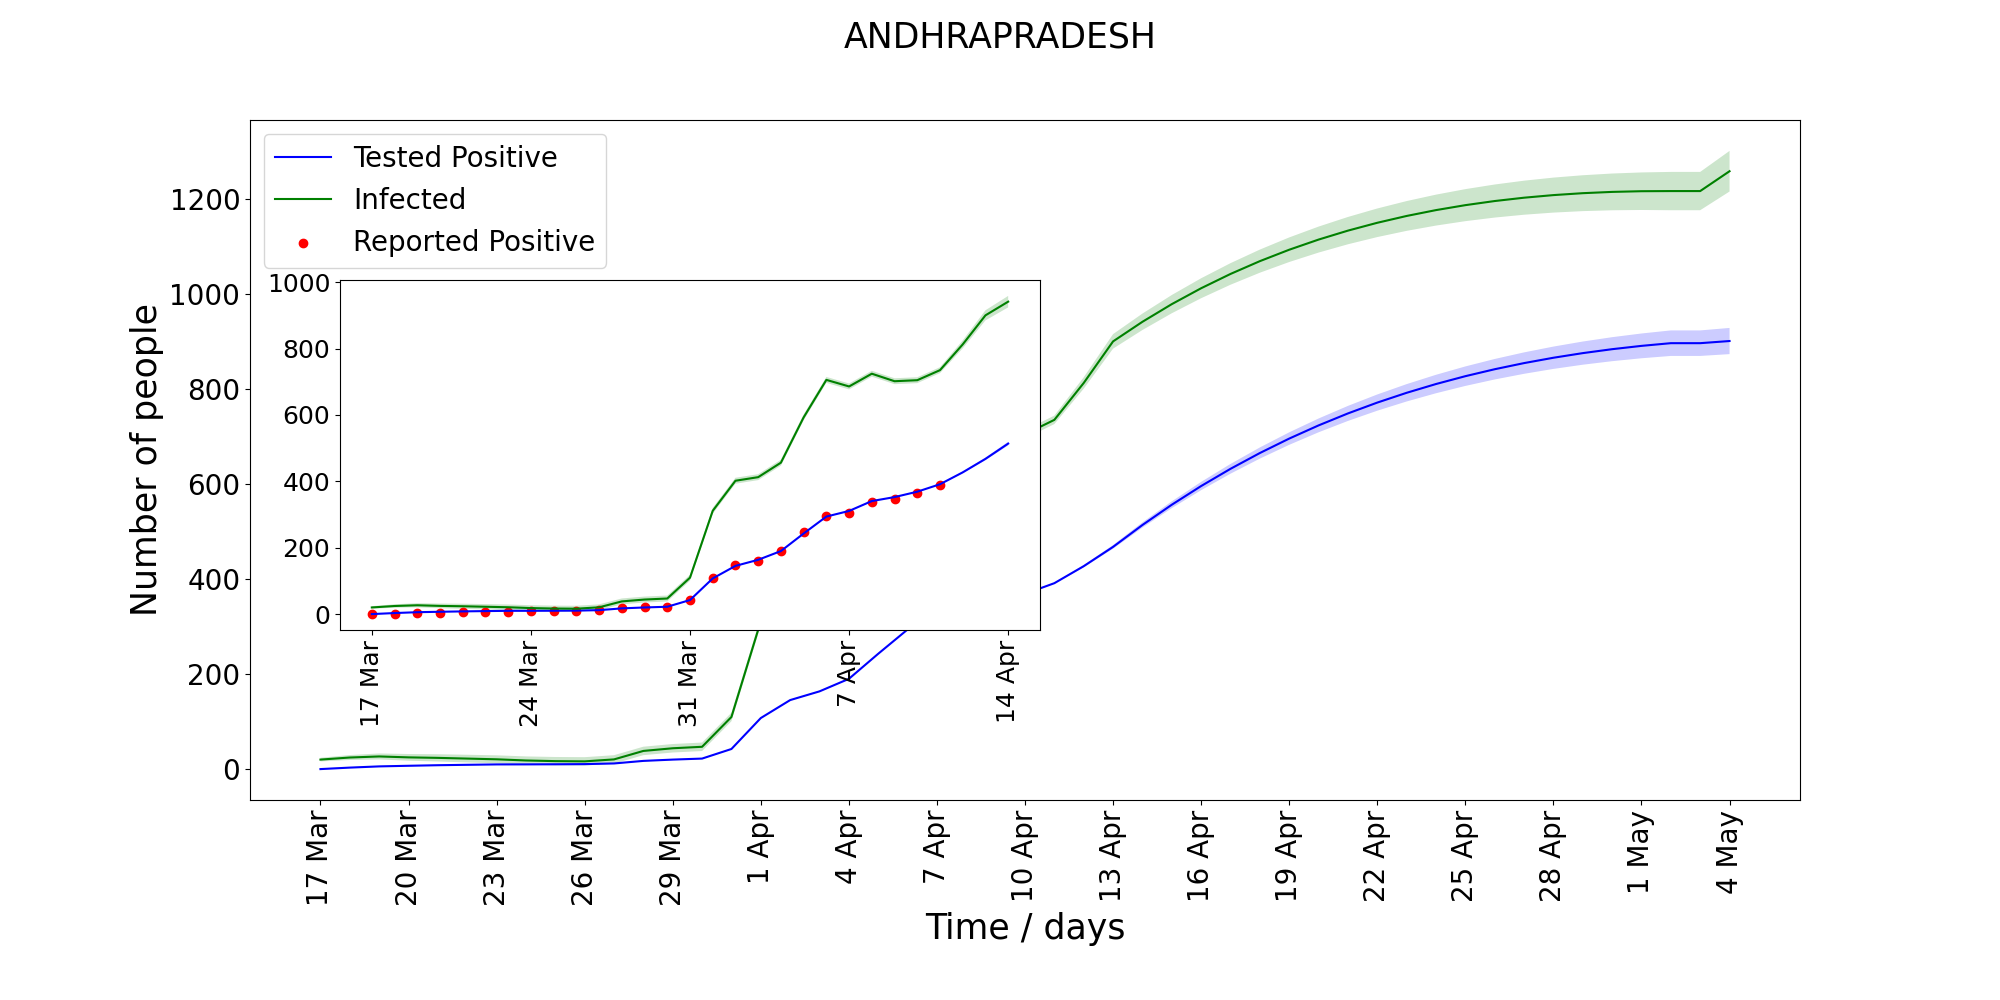 ANDHRAPRADESH
Tested Positive
Infected
Reported Positive
Number of people
1200
1000
800
600
400
200
0
1000
800
600
400
200
0
17 Mar
24 Mar
31 Mar
7 Apr
14 Apr
17 Mar
20 Mar
23 Mar
26 Mar
29 Mar
1 Apr
4 Apr
7 Apr
10 Apr
13 Apr
16 Apr
19 Apr
22 Apr
25 Apr
28 Apr
1 May
4 May
Time / days